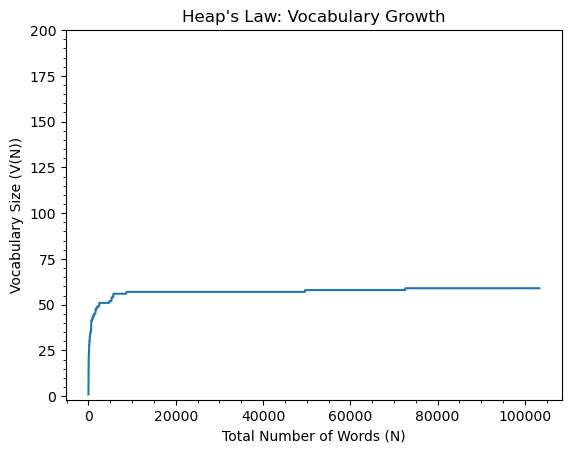 Heap's Law: Vocabulary Growth
Vocabulary Size (V(N))
200
175
150
125
100
75
50
25
0
0 20000 40000 60000 80000 100000
Total Number of Words (N)